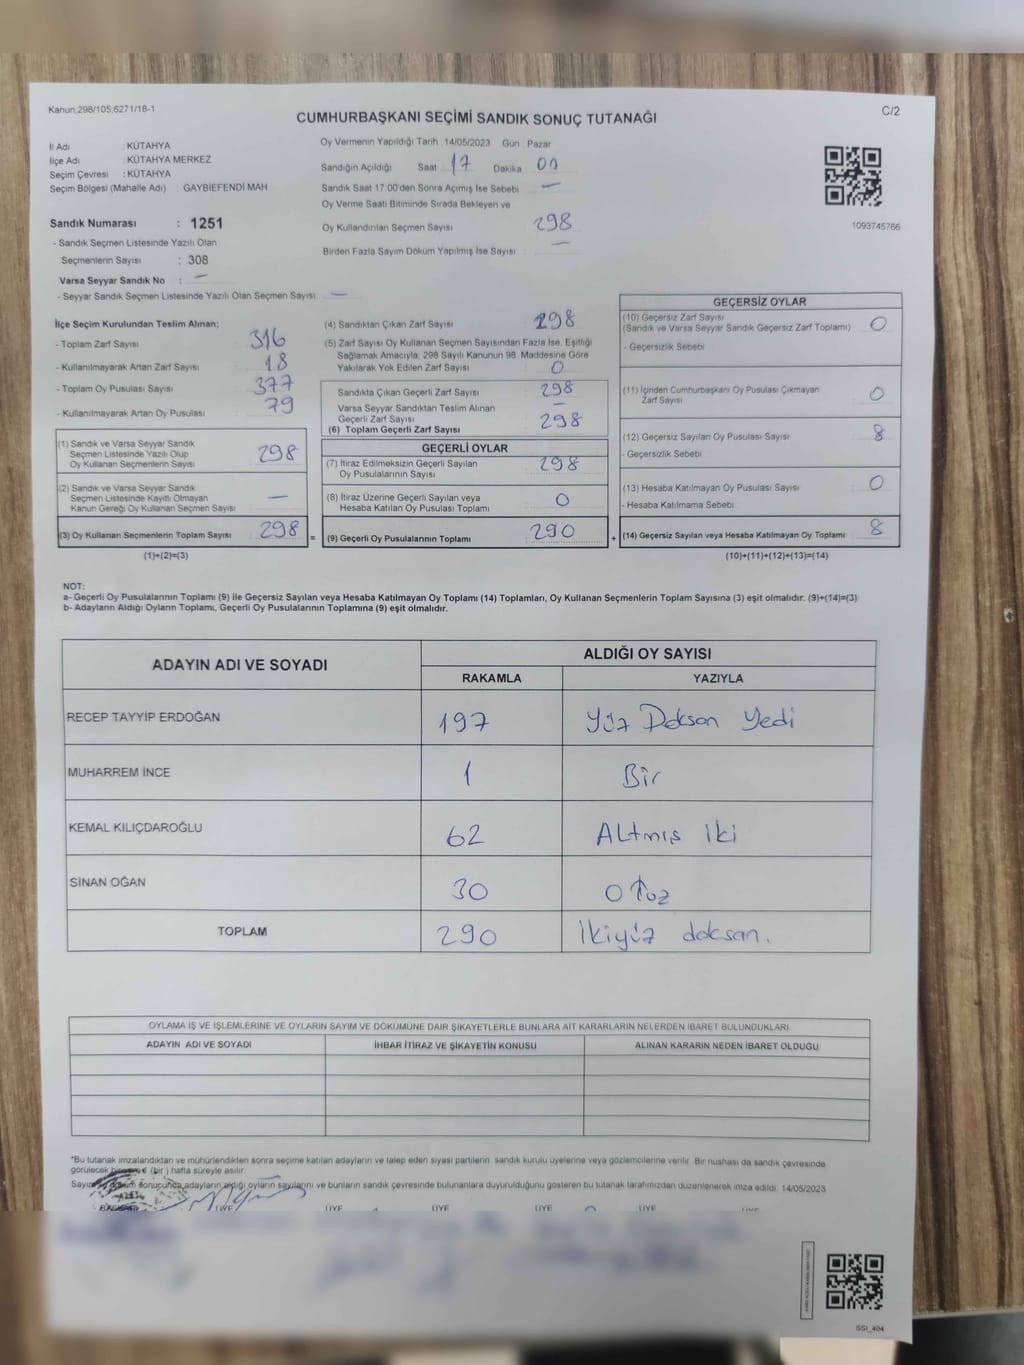 Kanun.298/105.6271/18-1
C/2
CUMHURBAŞKANI SEÇİMİ SANDIK SONUÇ TUTANAĞI
İl Adı : KÜTAHYA
İlçe Adı : KÜTAHYA MERKEZ
Seçim Çevresi : KÜTAHYA
Seçim Bölgesi (Mahalle Adı) : GAYBİEFENDİ MAH
Sandık Numarası : 1251
- Sandık Seçmen Listesinde Yazılı Olan
Seçmenlerin Sayısı : 308
Varsa Seyyar Sandık No : —
- Seyyar Sandık Seçmen Listesinde Yazılı Olan Seçmen Sayısı: —
Oy Vermenin Yapıldığı Tarih :14/05/2023 Gün Pazar
Sandığın Açıldığı Saat 17 Dakika 00
Sandık Saat 17:00'den Sonra Açımış İse Sebebi —
Oy Verme Saati Bitiminde Sırada Bekleyen ve
Oy Kullandırılan Seçmen Sayısı 298
Birden Fazla Sayım Döküm Yapılmış İse Sayısı : —
1093745766
İlçe Seçim Kurulundan Teslim Alınan;
- Toplam Zarf Sayısı 316
- Kullanılmayarak Artan Zarf Sayısı 18
- Toplam Oy Pusulası Sayısı 377
- Kullanılmayarak Artan Oy Pusulası 79
(1) Sandık ve Varsa Seyyar Sandık
Seçmen Listesinde Yazılı Olup
Oy Kullanan Seçmenlerin Sayısı 298
(2) Sandık ve Varsa Seyyar Sandık
Seçmen Listesinde Kayıtlı Olmayan
Kanun Gereği Oy Kullanan Seçmen Sayısı —
(3) Oy Kullanan Seçmenlerin Toplam Sayısı 298 =
(1)+(2)=(3)
(4) Sandıktan Çıkan Zarf Sayısı 298
(5) Zarf Sayısı Oy Kullanan Seçmen Sayısından Fazla İse, Eşitliği
Sağlamak Amacıyla, 298 Sayılı Kanunun 98. Maddesine Göre
Yakılarak Yok Edilen Zarf Sayısı 0
Sandıkta Çıkan Geçerli Zarf Sayısı 298
Varsa Seyyar Sandıktan Teslim Alınan
Geçerli Zarf Sayısı —
(6) Toplam Geçerli Zarf Sayısı 298
GEÇERLİ OYLAR
(7) İtiraz Edilmeksizin Geçerli Sayılan
Oy Pusulalarının Sayısı 298
(8) İtiraz Üzerine Geçerli Sayılan veya
Hesaba Katılan Oy Pusulası Toplamı 0
(9) Geçerli Oy Pusulalarının Toplamı 290 +
GEÇERSİZ OYLAR
(10) Geçersiz Zarf Sayısı
(Sandık ve Varsa Seyyar Sandık Geçersiz Zarf Toplamı) 0
- Geçersizlik Sebebi
(11) İçinden Cumhurbaşkanı Oy Pusulası Çıkmayan
Zarf Sayısı 0
(12) Geçersiz Sayılan Oy Pusulası Sayısı 8
- Geçersizlik Sebebi
(13) Hesaba Katılmayan Oy Pusulası Sayısı 0
- Hesaba Katılmama Sebebi
(14) Geçersiz Sayılan veya Hesaba Katılmayan Oy Toplamı 8
(10)+(11)+(12)+(13)=(14)
NOT:
a- Geçerli Oy Pusulalarının Toplamı (9) ile Geçersiz Sayılan veya Hesaba Katılmayan Oy Toplamı (14) Toplamları, Oy Kullanan Seçmenlerin Toplam Sayısına (3) eşit olmalıdır. (9)+(14)=(3)
b- Adayların Aldığı Oyların Toplamı, Geçerli Oy Pusulalarının Toplamına (9) eşit olmalıdır.
ADAYIN ADI VE SOYADI
ALDIĞI OY SAYISI
RAKAMLA YAZIYLA
RECEP TAYYİP ERDOĞAN 197 Yüz Doksan Yedi
MUHARREM İNCE 1 Bir
KEMAL KILIÇDAROĞLU 62 Altmış iki
SİNAN OĞAN 30 Otuz
TOPLAM 290 İkiyüz doksan.
OYLAMA İŞ VE İŞLEMLERİNE VE OYLARIN SAYIM VE DÖKÜMÜNE DAİR ŞİKAYETLERLE BUNLARA AİT KARARLARIN NELERDEN İBARET BULUNDUKLARI
ADAYIN ADI VE SOYADI İHBAR İTİRAZ VE ŞİKAYETİN KONUSU ALINAN KARARIN NEDEN İBARET OLDUĞU
*Bu tutanak imzalandıktan ve mühürlendikten sonra seçime katılan adayların ve talep eden siyasi partilerin sandık kurulu üyelerine veya gözlemcilerine verilir. Bir nüshası da sandık çevresinde
görülecek bir yere (bir) hafta süreyle asılır.
Sayım döküm sonucunda adayların aldığı oyların sayılarını ve bunların sandık çevresinde bulunanlara duyurulduğunu gösteren bu tutanak tarafımızdan düzenlenerek imza edildi. 14/05/2023
ÜYE ÜYE ÜYE ÜYE ÜYE ÜYE
SSI_404